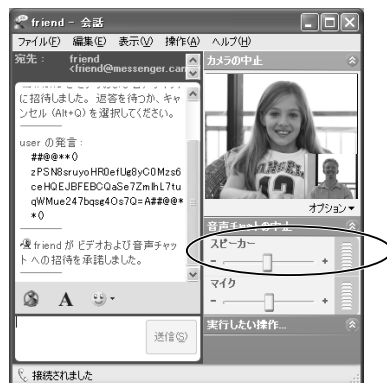 friend - 会話
ファイル(F) 編集(E) 表示(V) 操作(A) ヘルプ(H)
宛先: friend
<friend@messenger.can
に招待しました。 返答を待つか、キャ
ンセル (Alt+Q) を選択してください。
user の発言:
##@@**()
zPSN8sruyoHR0efUg8yC0Mzs6
ceHQEJBFEBCQaSe7ZmlhL7tu
qWMue247bqsg4Os7Q=A##@@*
*()
friend が ビデオおよび音声チャッ
トへの招待を承諾しました。
A
送信(S)
接続されました
カメラの中止
オプション
音声チャットの中止
スピーカー
- +
マイク
- +
実行したい操作...